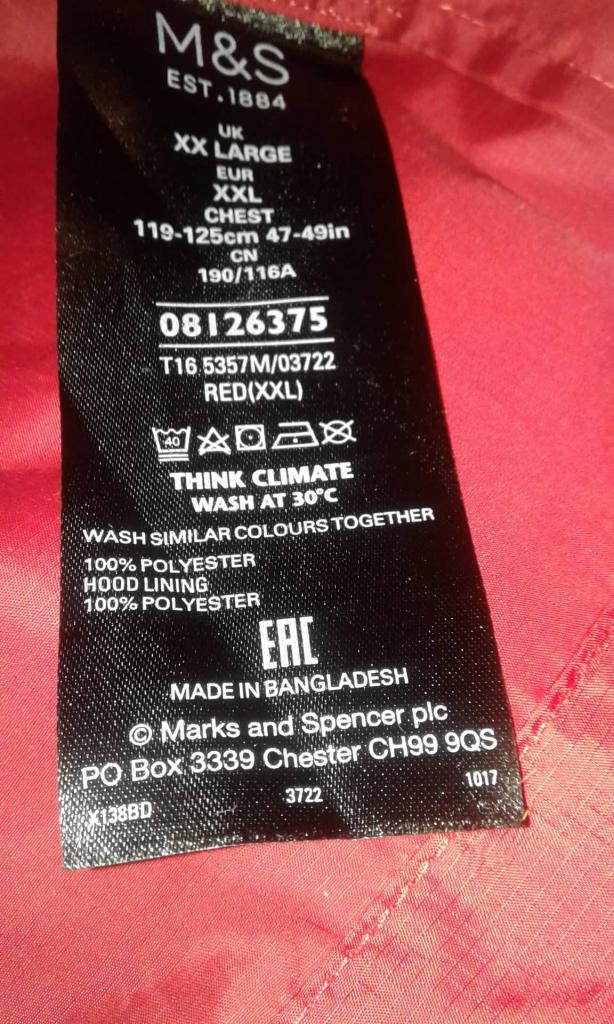 M&S
EST.1884
UK
XX LARGE
EUR
XXL
CHEST
119-125cm 47-49in
CN
190/116A
08126375
T16 5357M/03722
RED(XXL)
40
THINK CLIMATE
WASH AT 30°C
WASH SIMILAR COLOURS TOGETHER
100% POLYESTER
HOOD LINING
100% POLYESTER
EAC
MADE IN BANGLADESH
© Marks and Spencer plc
PO Box 3339 Chester CH99 9QS
X138BD 3722 1017